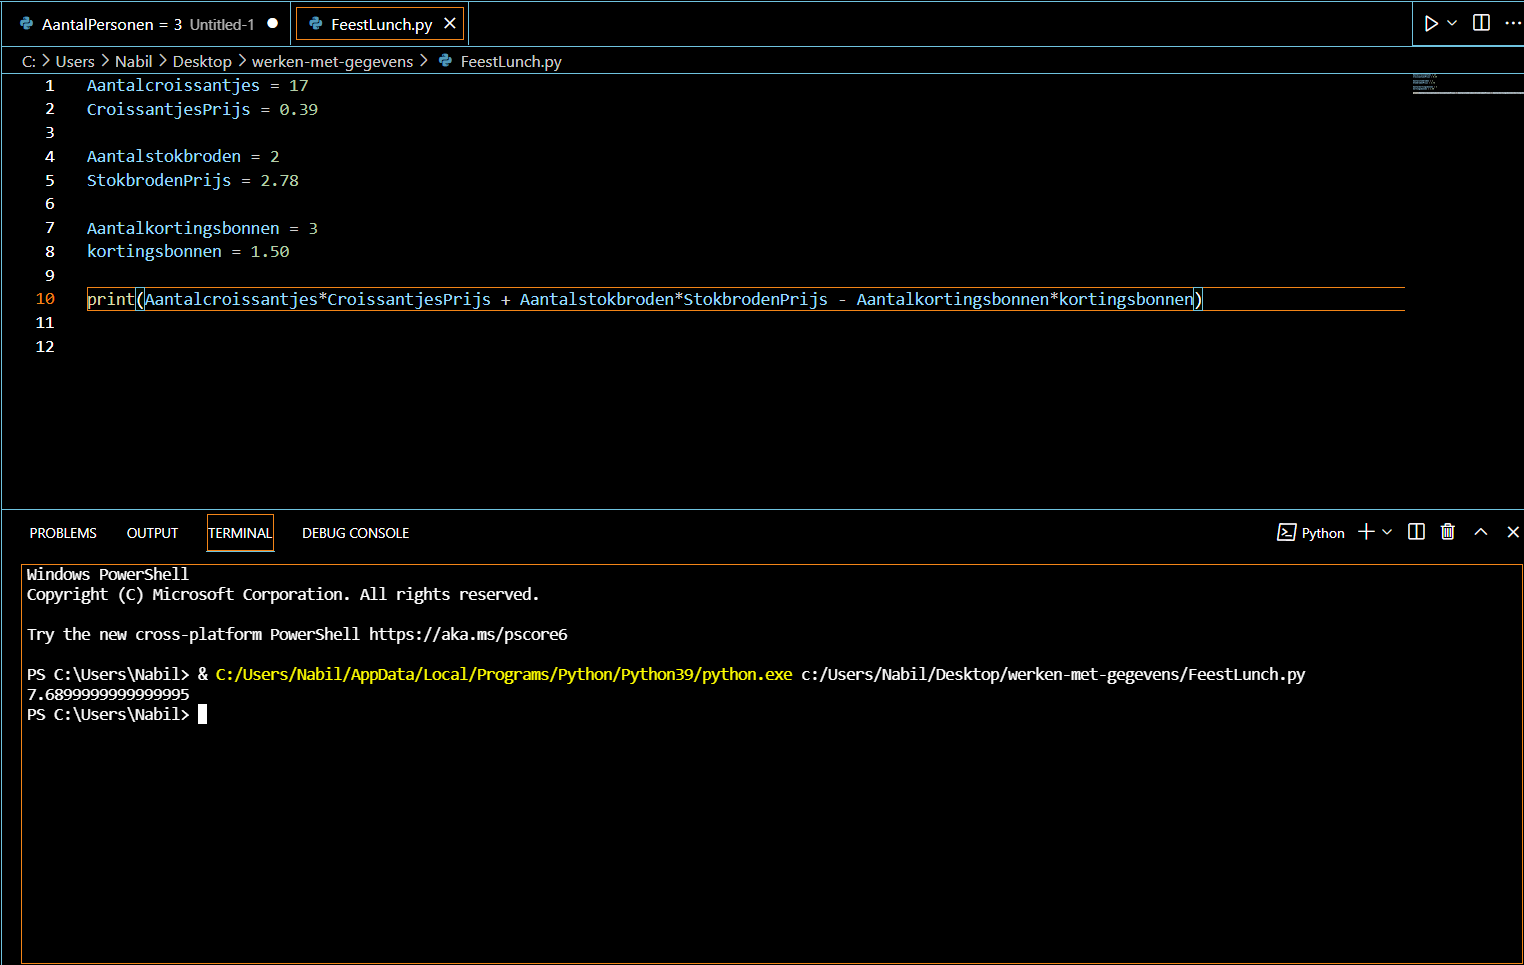 AantalPersonen = 3 Untitled-1
FeestLunch.py
C: > Users > Nabil > Desktop > werken-met-gegevens > FeestLunch.py
1 Aantalcroissantjes = 17
2 CroissantjesPrijs = 0.39
3
4 Aantalstokbroden = 2
5 StokbrodenPrijs = 2.78
6
7 Aantalkortingsbonnen = 3
8 kortingsbonnen = 1.50
9
10 print(Aantalcroissantjes*CroissantjesPrijs + Aantalstokbroden*StokbrodenPrijs - Aantalkortingsbonnen*kortingsbonnen)
11
12
PROBLEMS OUTPUT TERMINAL DEBUG CONSOLE
Python
Windows PowerShell
Copyright (C) Microsoft Corporation. All rights reserved.
Try the new cross-platform PowerShell https://aka.ms/pscore6
PS C:\Users\Nabil> & C:/Users/Nabil/AppData/Local/Programs/Python/Python39/python.exe c:/Users/Nabil/Desktop/werken-met-gegevens/FeestLunch.py
7.6899999999999995
PS C:\Users\Nabil>